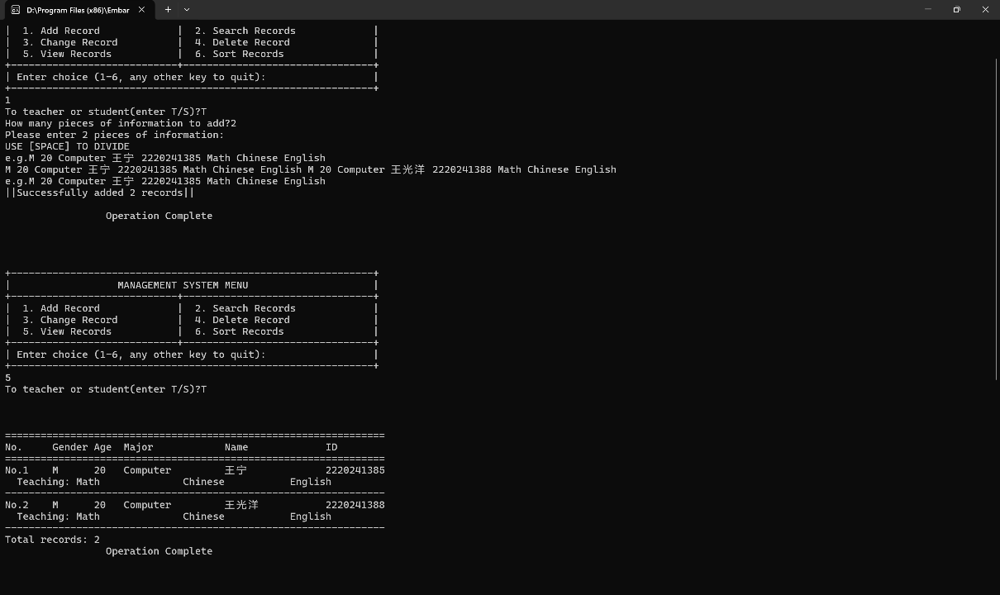 D:\Program Files (x86)\Embar
| 1. Add Record | 2. Search Records |
| 3. Change Record | 4. Delete Record |
| 5. View Records | 6. Sort Records |
+----------------------------+--------------------------------+
| Enter choice (1-6, any other key to quit): |
+-------------------------------------------------------------+
1
To teacher or student(enter T/S)?T
How many pieces of information to add?2
Please enter 2 pieces of information:
USE [SPACE] TO DIVIDE
e.g.M 20 Computer 王宁 2220241385 Math Chinese English
M 20 Computer 王宁 2220241385 Math Chinese English M 20 Computer 王光洋 2220241388 Math Chinese English
e.g.M 20 Computer 王宁 2220241385 Math Chinese English
||Successfully added 2 records||
Operation Complete
+-------------------------------------------------------------+
| MANAGEMENT SYSTEM MENU |
+----------------------------+--------------------------------+
| 1. Add Record | 2. Search Records |
| 3. Change Record | 4. Delete Record |
| 5. View Records | 6. Sort Records |
+----------------------------+--------------------------------+
| Enter choice (1-6, any other key to quit): |
+-------------------------------------------------------------+
5
To teacher or student(enter T/S)?T
================================================================
No. Gender Age Major Name ID
================================================================
No.1 M 20 Computer 王宁 2220241385
Teaching: Math Chinese English
----------------------------------------------------------------
No.2 M 20 Computer 王光洋 2220241388
Teaching: Math Chinese English
----------------------------------------------------------------
Total records: 2
Operation Complete